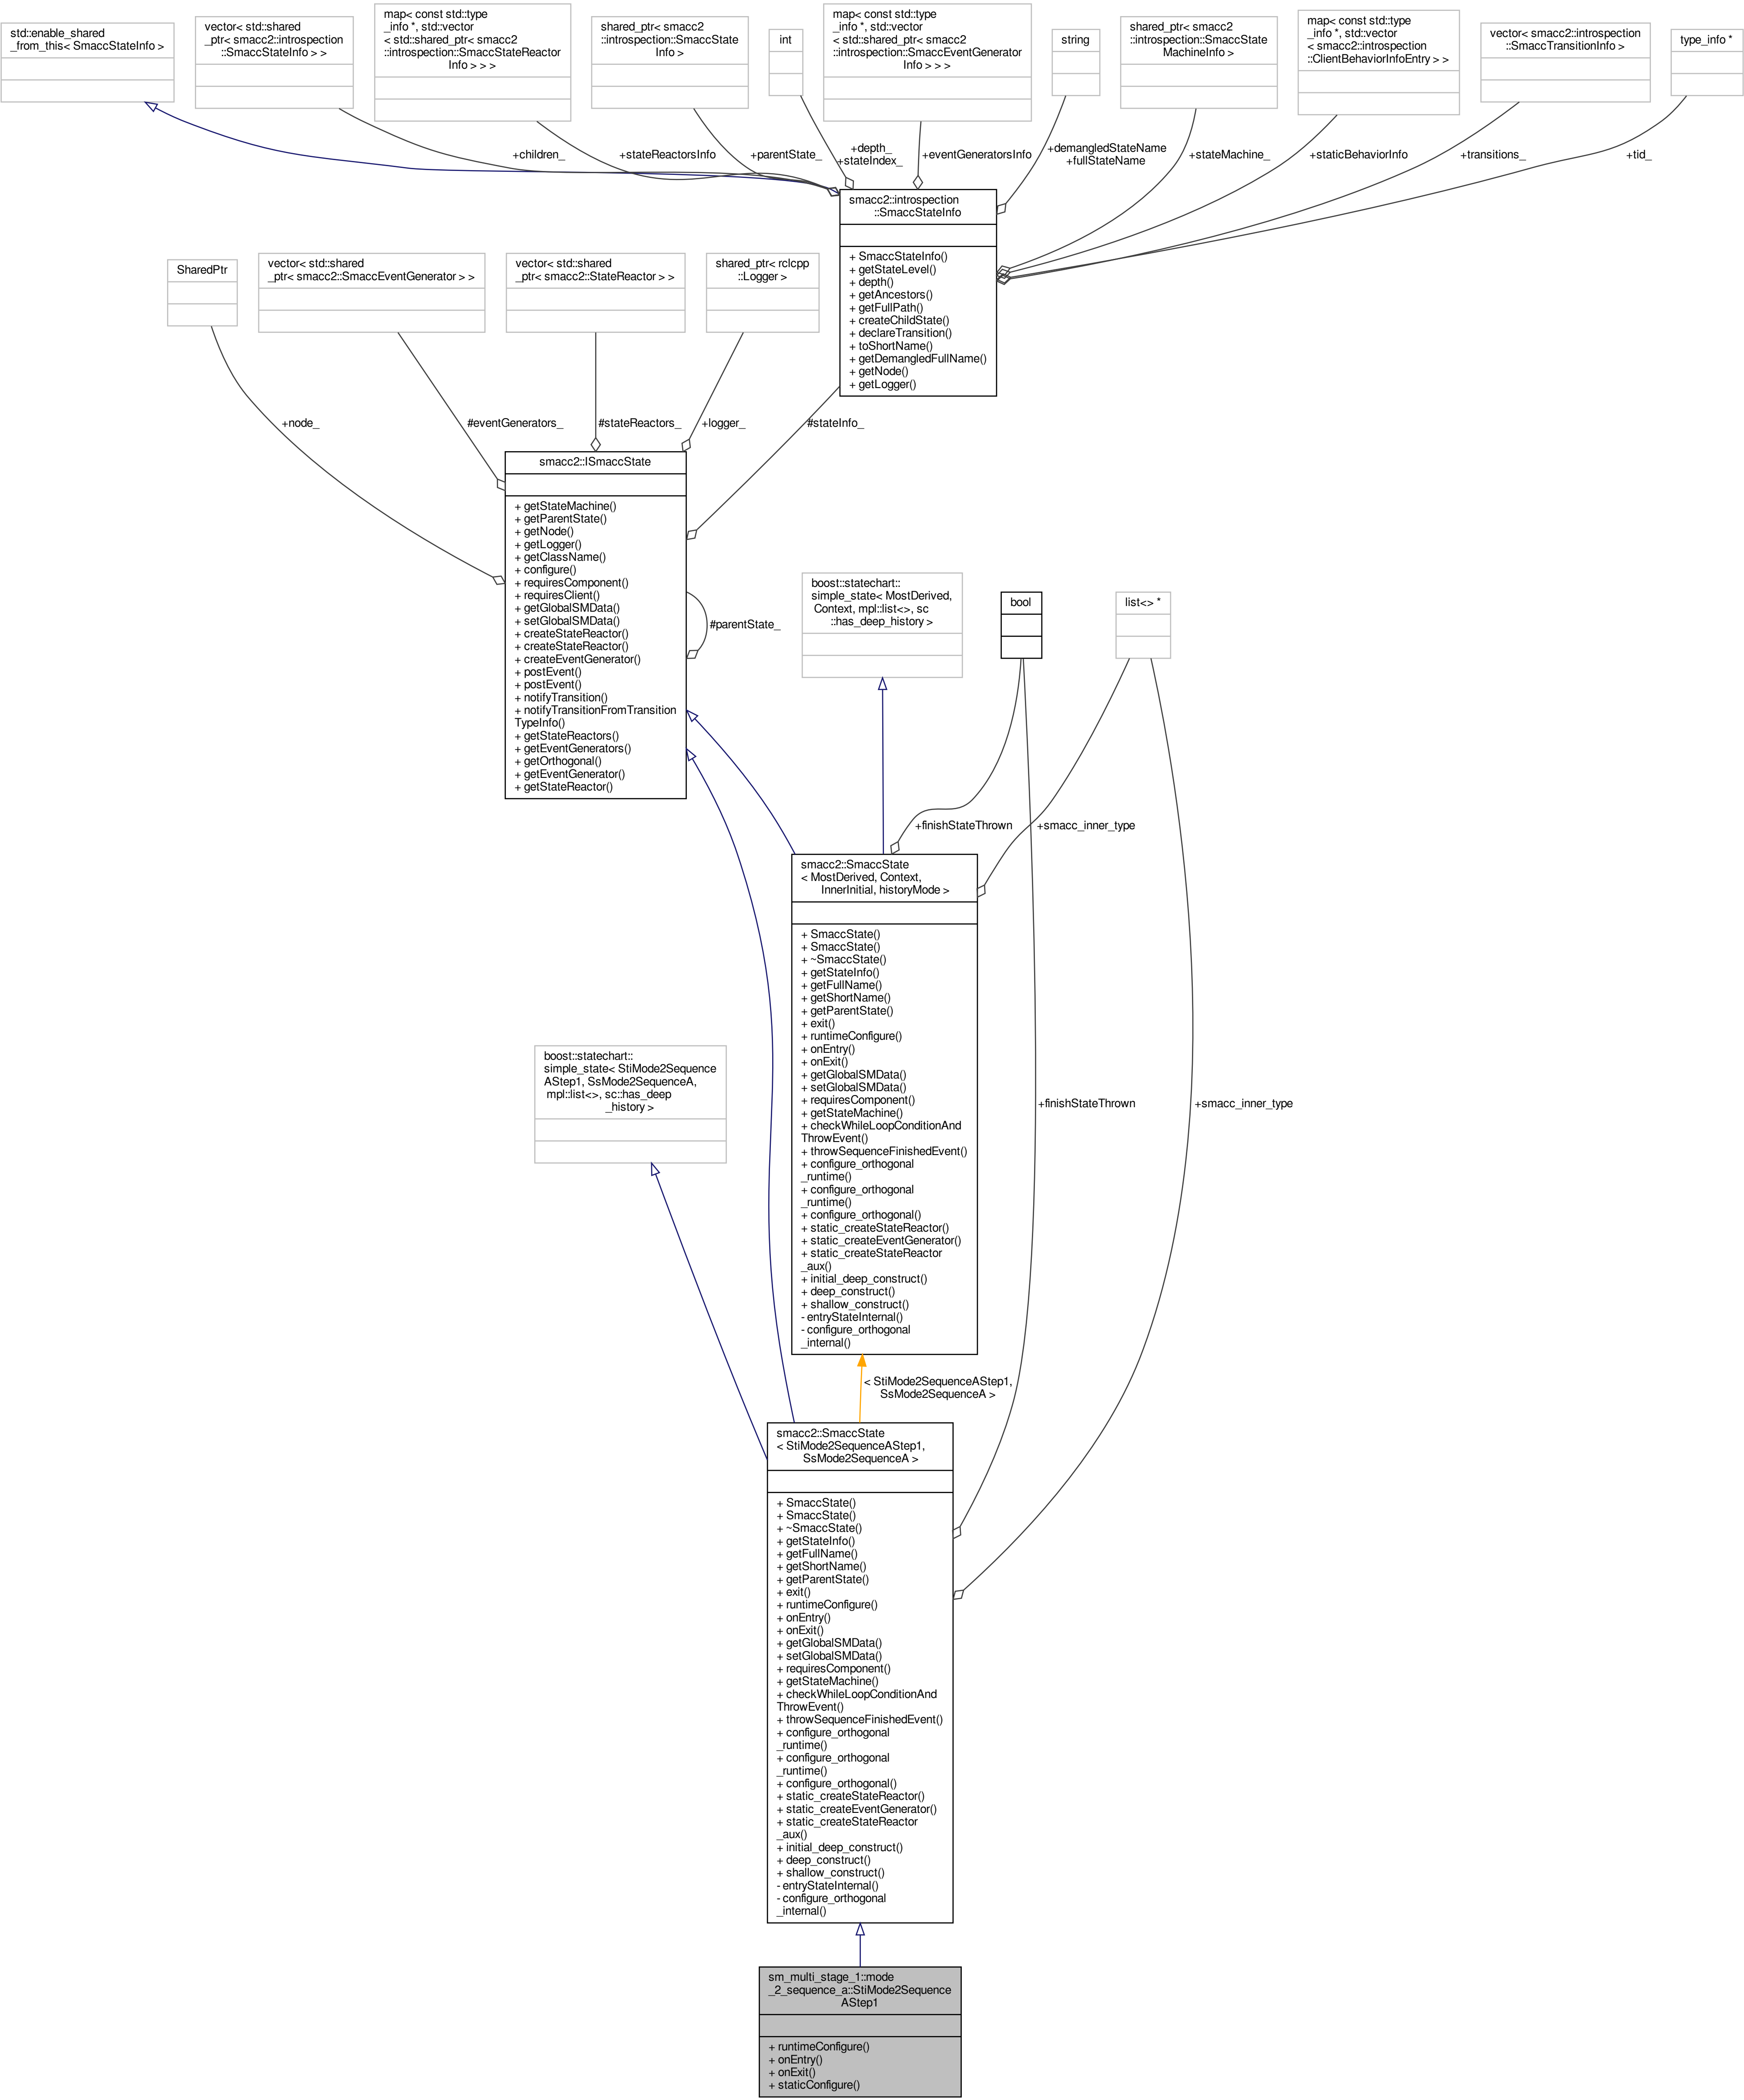 std::enable_shared
_from_this< SmaccStateInfo >
vector< std::shared
_ptr< smacc2::introspection
::SmaccStateInfo > >
map< const std::type
_info *, std::vector
< std::shared_ptr< smacc2
::introspection::SmaccStateReactor
Info > > >
shared_ptr< smacc2
::introspection::SmaccState
Info >
int
map< const std::type
_info *, std::vector
< std::shared_ptr< smacc2
::introspection::SmaccEventGenerator
Info > > >
string
shared_ptr< smacc2
::introspection::SmaccState
MachineInfo >
map< const std::type
_info *, std::vector
< smacc2::introspection
::ClientBehaviorInfoEntry > >
vector< smacc2::introspection
::SmaccTransitionInfo >
type_info *
+children_
+stateReactorsInfo
+parentState_
+depth_
+stateIndex_
+eventGeneratorsInfo
+demangledStateName
+fullStateName
+stateMachine_
+staticBehaviorInfo
+transitions_
+tid_
smacc2::introspection
::SmaccStateInfo
+ SmaccStateInfo()
+ getStateLevel()
+ depth()
+ getAncestors()
+ getFullPath()
+ createChildState()
+ declareTransition()
+ toShortName()
+ getDemangledFullName()
+ getNode()
+ getLogger()
SharedPtr
vector< std::shared
_ptr< smacc2::SmaccEventGenerator > >
vector< std::shared
_ptr< smacc2::StateReactor > >
shared_ptr< rclcpp
::Logger >
+node_
#eventGenerators_
#stateReactors_
+logger_
#stateInfo_
smacc2::ISmaccState
+ getStateMachine()
+ getParentState()
+ getNode()
+ getLogger()
+ getClassName()
+ configure()
+ requiresComponent()
+ requiresClient()
+ getGlobalSMData()
+ setGlobalSMData()
+ createStateReactor()
+ createStateReactor()
+ createEventGenerator()
+ postEvent()
+ postEvent()
+ notifyTransition()
+ notifyTransitionFromTransition
TypeInfo()
+ getStateReactors()
+ getEventGenerators()
+ getOrthogonal()
+ getEventGenerator()
+ getStateReactor()
#parentState_
boost::statechart::
simple_state< MostDerived,
Context, mpl::list<>, sc
::has_deep_history >
bool
list<> *
+finishStateThrown
+smacc_inner_type
smacc2::SmaccState
< MostDerived, Context,
InnerInitial, historyMode >
+ SmaccState()
+ SmaccState()
+ ~SmaccState()
+ getStateInfo()
+ getFullName()
+ getShortName()
+ getParentState()
+ exit()
+ runtimeConfigure()
+ onEntry()
+ onExit()
+ getGlobalSMData()
+ setGlobalSMData()
+ requiresComponent()
+ getStateMachine()
+ checkWhileLoopConditionAnd
ThrowEvent()
+ throwSequenceFinishedEvent()
+ configure_orthogonal
_runtime()
+ configure_orthogonal
_runtime()
+ configure_orthogonal()
+ static_createStateReactor()
+ static_createEventGenerator()
+ static_createStateReactor
_aux()
+ initial_deep_construct()
+ deep_construct()
+ shallow_construct()
- entryStateInternal()
- configure_orthogonal
_internal()
boost::statechart::
simple_state< StiMode2Sequence
AStep1, SsMode2SequenceA,
mpl::list<>, sc::has_deep
_history >
+finishStateThrown
+smacc_inner_type
< StiMode2SequenceAStep1,
SsMode2SequenceA >
smacc2::SmaccState
< StiMode2SequenceAStep1,
SsMode2SequenceA >
+ SmaccState()
+ SmaccState()
+ ~SmaccState()
+ getStateInfo()
+ getFullName()
+ getShortName()
+ getParentState()
+ exit()
+ runtimeConfigure()
+ onEntry()
+ onExit()
+ getGlobalSMData()
+ setGlobalSMData()
+ requiresComponent()
+ getStateMachine()
+ checkWhileLoopConditionAnd
ThrowEvent()
+ throwSequenceFinishedEvent()
+ configure_orthogonal
_runtime()
+ configure_orthogonal
_runtime()
+ configure_orthogonal()
+ static_createStateReactor()
+ static_createEventGenerator()
+ static_createStateReactor
_aux()
+ initial_deep_construct()
+ deep_construct()
+ shallow_construct()
- entryStateInternal()
- configure_orthogonal
_internal()
sm_multi_stage_1::mode
_2_sequence_a::StiMode2Sequence
AStep1
+ runtimeConfigure()
+ onEntry()
+ onExit()
+ staticConfigure()